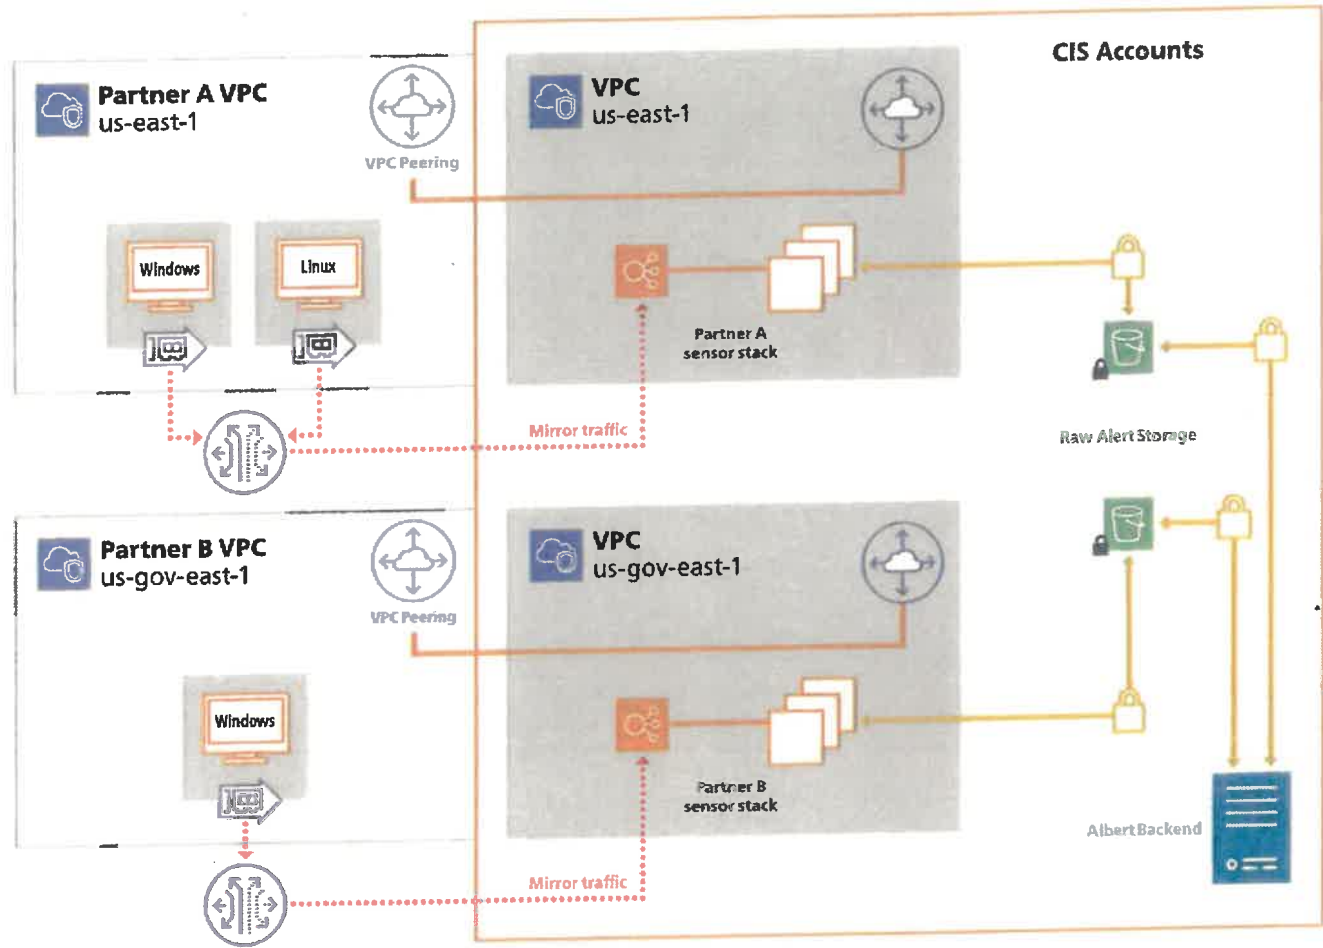 CIS Accounts
Partner A VPC
us-east-1
VPC Peering
VPC
us-east-1
Windows
Linux
Partner A
sensor stack
Mirror traffic
Raw Alert Storage
Partner B VPC
us-gov-east-1
VPC Peering
VPC
us-gov-east-1
Windows
Partner B
sensor stack
Mirror traffic
Albert Backend